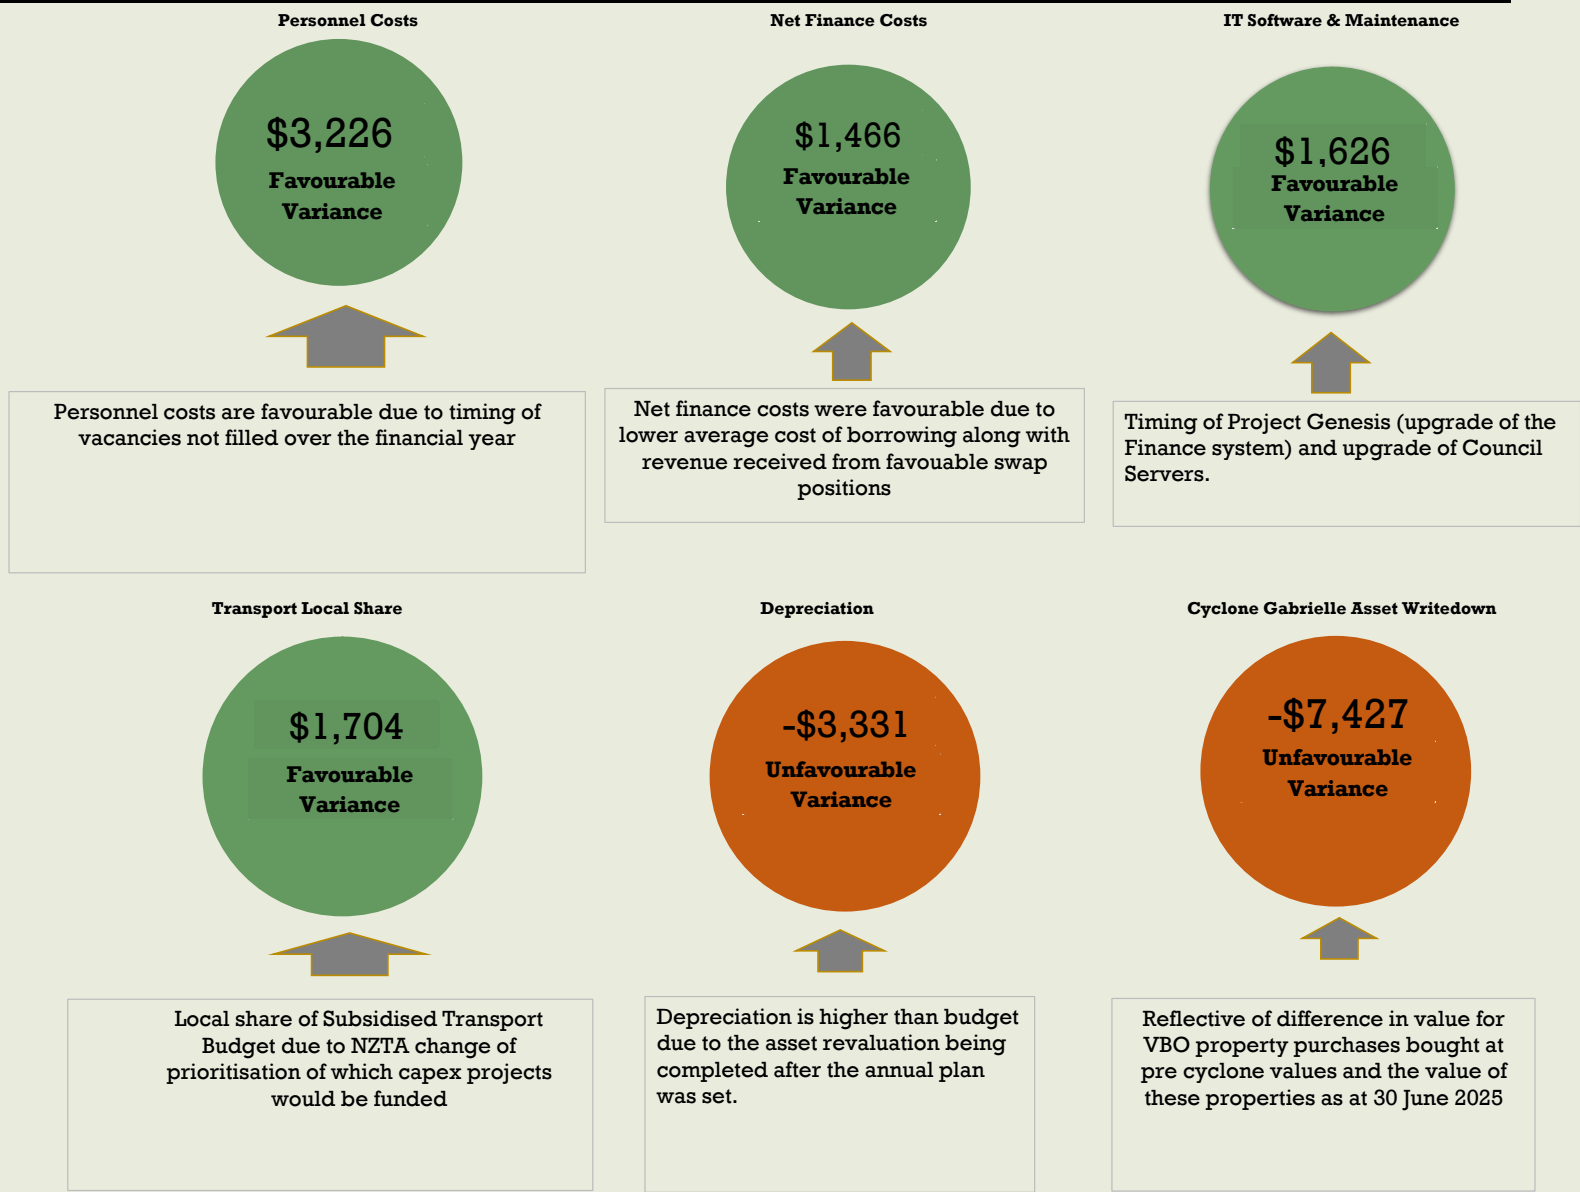 Personnel Costs
$3,226
Favourable
Variance
Personnel costs are favourable due to timing of
vacancies not filled over the financial year
Net Finance Costs
$1,466
Favourable
Variance
Net finance costs were favourable due to
lower average cost of borrowing along with
revenue received from favouable swap
positions
IT Software & Maintenance
$1,626
Favourable
Variance
Timing of Project Genesis (upgrade of the
Finance system) and upgrade of Council
Servers.
Transport Local Share
$1,704
Favourable
Variance
Local share of Subsidised Transport
Budget due to NZTA change of
prioritisation of which capex projects
would be funded
Depreciation
-$3,331
Unfavourable
Variance
Depreciation is higher than budget
due to the asset revaluation being
completed after the annual plan
was set.
Cyclone Gabrielle Asset Writedown
-$7,427
Unfavourable
Variance
Reflective of difference in value for
VBO property purchases bought at
pre cyclone values and the value of
these properties as at 30 June 2025